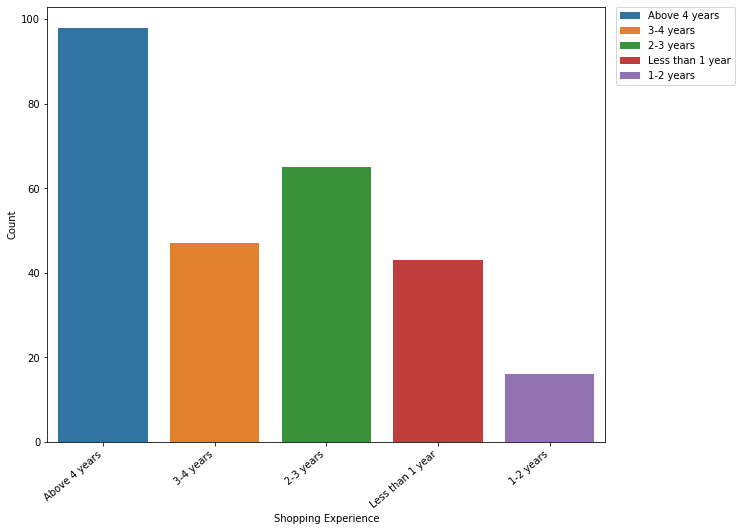 100
80
60
40
20
0
Count
Above 4 years
3-4 years
2-3 years
Less than 1 year
1-2 years
Shopping Experience
Above 4 years
3-4 years
2-3 years
Less than 1 year
1-2 years